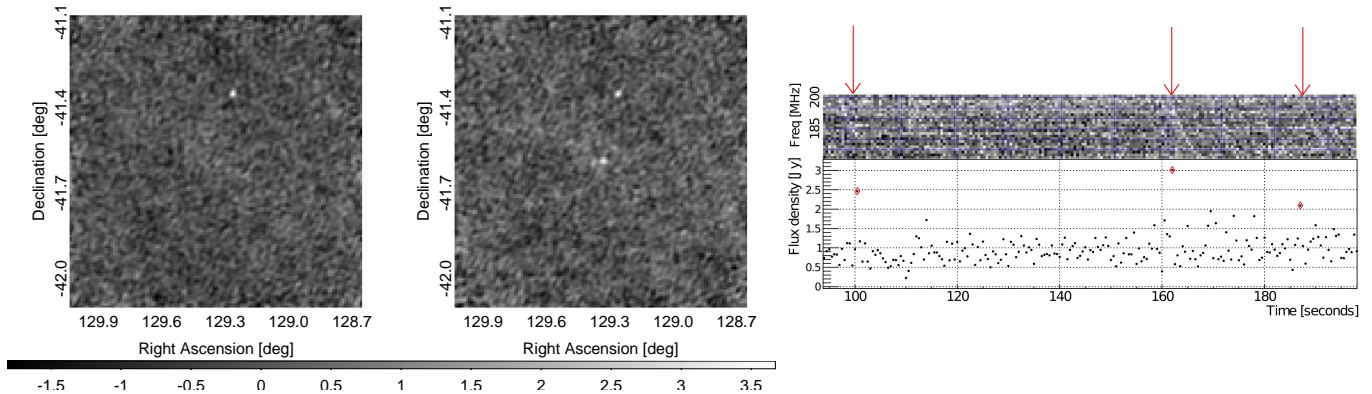 -41.1
-41.4
-41.7
-42.0
Declination [deg]
129.9 129.6 129.3 129.0 128.7
Right Ascension [deg]
-41.1
-41.4
-41.7
-42.0
Declination [deg]
129.9 129.6 129.3 129.0 128.7
Right Ascension [deg]
-1.5 -1 -0.5 0 0.5 1 1.5 2 2.5 3 3.5
Freq [MHz]
200
185
Flux density [Jy]
3
2.5
2
1.5
1
0.5
0
100 120 140 160 180
Time [seconds]